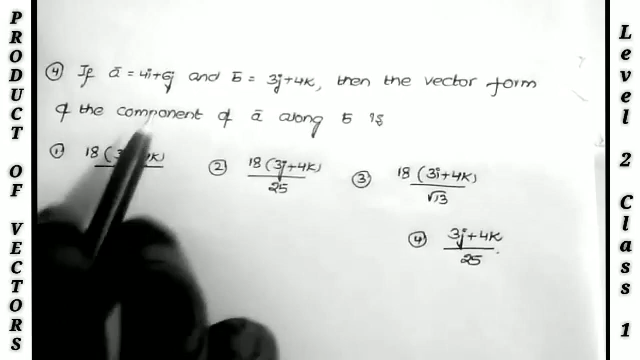 PRODUCT OF VECTORS
④ If ā = 4i+6j and b̄ = 3j+4k, then the vector form
of the component of ā along b̄ is
① 18 (3
② 18 (3j+4k) / 25
③ 18 (3i+4k) / √13
④ 3j+4k / 25
Level 2 Class 1